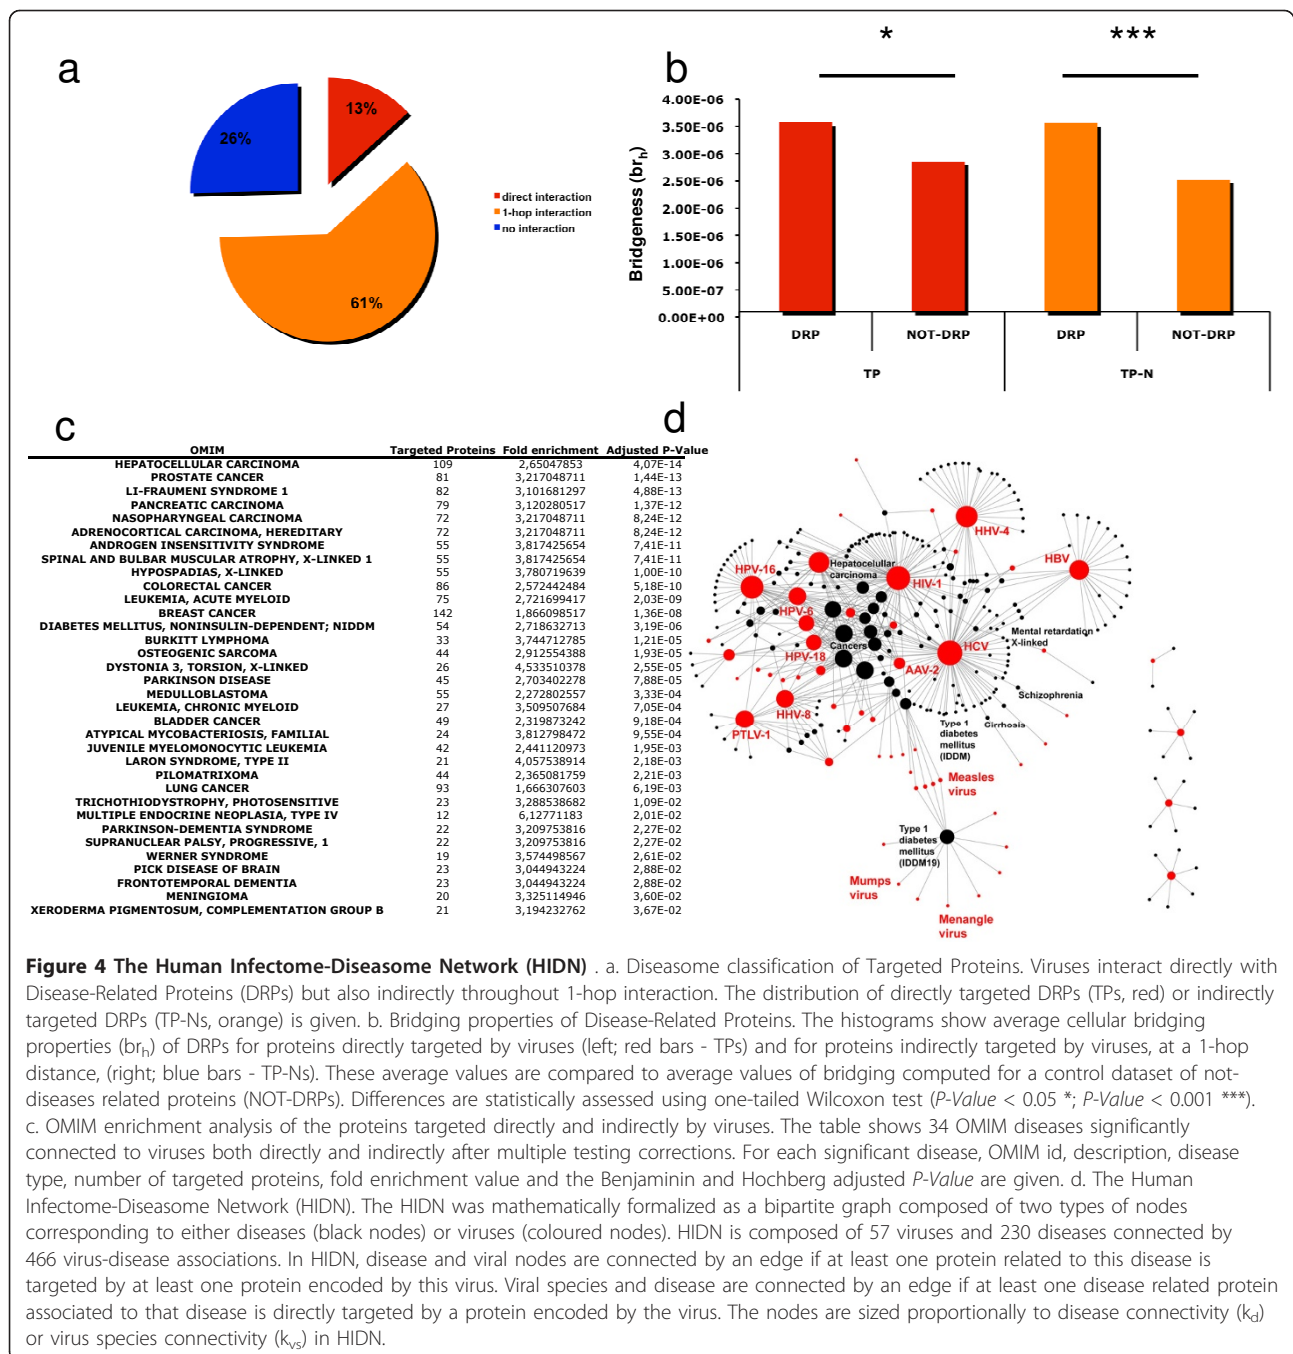 a
13%
26%
61%
direct interaction
1-hop interaction
no interaction
b
*
***
Bridgeness (brh)
4.00E-06
3.50E-06
3.00E-06
2.50E-06
2.00E-06
1.50E-06
1.00E-06
5.00E-07
0.00E+00
DRP NOT-DRP DRP NOT-DRP
TP TP-N
c
OMIM Targeted Proteins Fold enrichment Adjusted P-Value
HEPATOCELLULAR CARCINOMA 109 2,65047853 4,07E-14
PROSTATE CANCER 81 3,217048711 1,44E-13
LI-FRAUMENI SYNDROME 1 82 3,101681297 4,88E-13
PANCREATIC CARCINOMA 79 3,120280517 1,37E-12
NASOPHARYNGEAL CARCINOMA 72 3,217048711 8,24E-12
ADRENOCORTICAL CARCINOMA, HEREDITARY 72 3,217048711 8,24E-12
ANDROGEN INSENSITIVITY SYNDROME 55 3,817425654 7,41E-11
SPINAL AND BULBAR MUSCULAR ATROPHY, X-LINKED 1 55 3,817425654 7,41E-11
HYPOSPADIAS, X-LINKED 55 3,780719639 1,00E-10
COLORECTAL CANCER 86 2,572442484 5,18E-10
LEUKEMIA, ACUTE MYELOID 75 2,721699417 2,03E-09
BREAST CANCER 142 1,866098517 1,36E-08
DIABETES MELLITUS, NONINSULIN-DEPENDENT; NIDDM 54 2,718632713 3,19E-06
BURKITT LYMPHOMA 33 3,744712785 1,21E-05
OSTEOGENIC SARCOMA 44 2,912554388 1,93E-05
DYSTONIA 3, TORSION, X-LINKED 26 4,533510378 2,55E-05
PARKINSON DISEASE 45 2,703402278 7,88E-05
MEDULLOBLASTOMA 55 2,272802557 3,33E-04
LEUKEMIA, CHRONIC MYELOID 27 3,509507684 7,05E-04
BLADDER CANCER 49 2,319873242 9,18E-04
ATYPICAL MYCOBACTERIOSIS, FAMILIAL 24 3,812798472 9,55E-04
JUVENILE MYELOMONOCYTIC LEUKEMIA 42 2,441120973 1,95E-03
LARON SYNDROME, TYPE II 21 4,057538914 2,18E-03
PILOMATRIXOMA 44 2,365081759 2,21E-03
LUNG CANCER 93 1,666307603 6,19E-03
TRICHOTHIODYSTROPHY, PHOTOSENSITIVE 23 3,288538682 1,09E-02
MULTIPLE ENDOCRINE NEOPLASIA, TYPE IV 12 6,12771183 2,01E-02
PARKINSON-DEMENTIA SYNDROME 22 3,209753816 2,27E-02
SUPRANUCLEAR PALSY, PROGRESSIVE, 1 22 3,209753816 2,27E-02
WERNER SYNDROME 19 3,574498567 2,61E-02
PICK DISEASE OF BRAIN 23 3,044943224 2,88E-02
FRONTOTEMPORAL DEMENTIA 23 3,044943224 2,88E-02
MENINGIOMA 20 3,325114946 3,60E-02
XERODERMA PIGMENTOSUM, COMPLEMENTATION GROUP B 21 3,194232762 3,67E-02
d
HHV-4
HBV
Hepatocellular
carcinoma
HPV-16
HIV-1
HPV-6
Mental retardation
X-linked
Cancers
HCV
HPV-18
AAV-2
Schizophrenia
HHV-8
PTLV-1
Cirrhosis
Type 1
diabetes
mellitus
(IDDM)
Measles
virus
Type 1
diabetes
mellitus
(IDDM19)
Mumps
virus
Menangle
virus
Figure 4 The Human Infectome-Diseasome Network (HIDN) . a. Diseasome classification of Targeted Proteins. Viruses interact directly with
Disease-Related Proteins (DRPs) but also indirectly throughout 1-hop interaction. The distribution of directly targeted DRPs (TPs, red) or indirectly
targeted DRPs (TP-Ns, orange) is given. b. Bridging properties of Disease-Related Proteins. The histograms show average cellular bridging
properties (brh) of DRPs for proteins directly targeted by viruses (left; red bars - TPs) and for proteins indirectly targeted by viruses, at a 1-hop
distance, (right; blue bars - TP-Ns). These average values are compared to average values of bridging computed for a control dataset of not-
diseases related proteins (NOT-DRPs). Differences are statistically assessed using one-tailed Wilcoxon test (P-Value < 0.05 *; P-Value < 0.001 ***).
c. OMIM enrichment analysis of the proteins targeted directly and indirectly by viruses. The table shows 34 OMIM diseases significantly
connected to viruses both directly and indirectly after multiple testing corrections. For each significant disease, OMIM id, description, disease
type, number of targeted proteins, fold enrichment value and the Benjaminin and Hochberg adjusted P-Value are given. d. The Human
Infectome-Diseasome Network (HIDN). The HIDN was mathematically formalized as a bipartite graph composed of two types of nodes
corresponding to either diseases (black nodes) or viruses (coloured nodes). HIDN is composed of 57 viruses and 230 diseases connected by
466 virus-disease associations. In HIDN, disease and viral nodes are connected by an edge if at least one protein related to this disease is
targeted by at least one protein encoded by this virus. Viral species and disease are connected by an edge if at least one disease related protein
associated to that disease is directly targeted by a protein encoded by the virus. The nodes are sized proportionally to disease connectivity (kd)
or virus species connectivity (kvs) in HIDN.